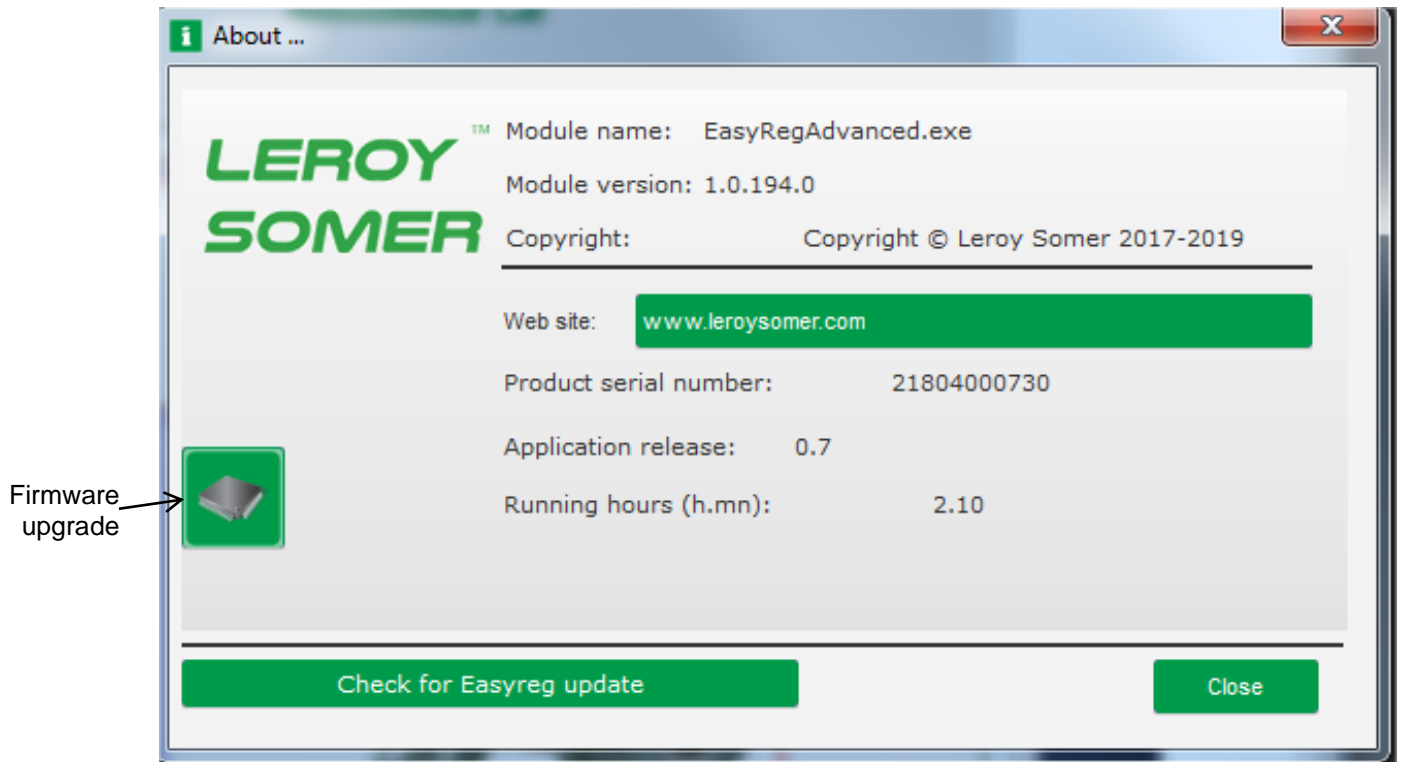 About ...
LEROY™
SOMER
Module name: EasyRegAdvanced.exe
Module version: 1.0.194.0
Copyright: Copyright © Leroy Somer 2017-2019
Web site: www.leroysomer.com
Product serial number: 21804000730
Application release: 0.7
Running hours (h.mn): 2.10
Firmware
upgrade
Check for Easyreg update
Close